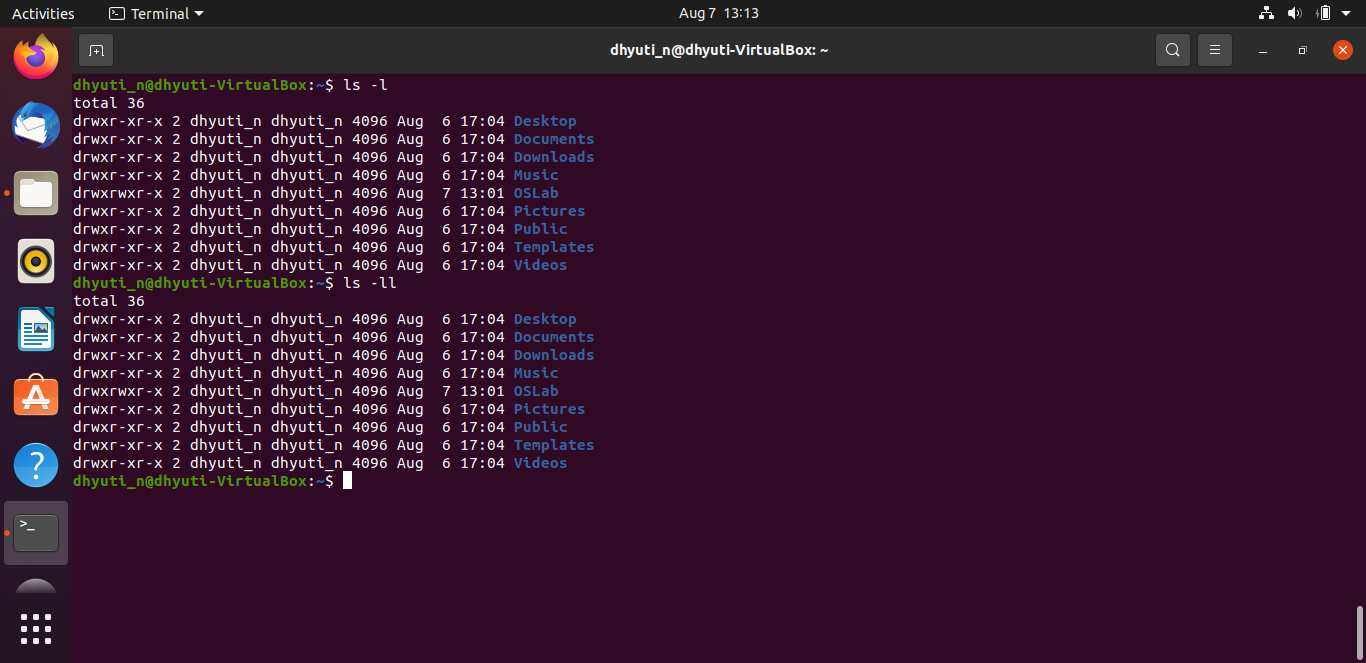 Activities Terminal Aug 7 13:13
dhyuti_n@dhyuti-VirtualBox: ~
dhyuti_n@dhyuti-VirtualBox:~$ ls -l
total 36
drwxr-xr-x 2 dhyuti_n dhyuti_n 4096 Aug  6 17:04 Desktop
drwxr-xr-x 2 dhyuti_n dhyuti_n 4096 Aug  6 17:04 Documents
drwxr-xr-x 2 dhyuti_n dhyuti_n 4096 Aug  6 17:04 Downloads
drwxr-xr-x 2 dhyuti_n dhyuti_n 4096 Aug  6 17:04 Music
drwxrwxr-x 2 dhyuti_n dhyuti_n 4096 Aug  7 13:01 OSLab
drwxr-xr-x 2 dhyuti_n dhyuti_n 4096 Aug  6 17:04 Pictures
drwxr-xr-x 2 dhyuti_n dhyuti_n 4096 Aug  6 17:04 Public
drwxr-xr-x 2 dhyuti_n dhyuti_n 4096 Aug  6 17:04 Templates
drwxr-xr-x 2 dhyuti_n dhyuti_n 4096 Aug  6 17:04 Videos
dhyuti_n@dhyuti-VirtualBox:~$ ls -ll
total 36
drwxr-xr-x 2 dhyuti_n dhyuti_n 4096 Aug  6 17:04 Desktop
drwxr-xr-x 2 dhyuti_n dhyuti_n 4096 Aug  6 17:04 Documents
drwxr-xr-x 2 dhyuti_n dhyuti_n 4096 Aug  6 17:04 Downloads
drwxr-xr-x 2 dhyuti_n dhyuti_n 4096 Aug  6 17:04 Music
drwxrwxr-x 2 dhyuti_n dhyuti_n 4096 Aug  7 13:01 OSLab
drwxr-xr-x 2 dhyuti_n dhyuti_n 4096 Aug  6 17:04 Pictures
drwxr-xr-x 2 dhyuti_n dhyuti_n 4096 Aug  6 17:04 Public
drwxr-xr-x 2 dhyuti_n dhyuti_n 4096 Aug  6 17:04 Templates
drwxr-xr-x 2 dhyuti_n dhyuti_n 4096 Aug  6 17:04 Videos
dhyuti_n@dhyuti-VirtualBox:~$